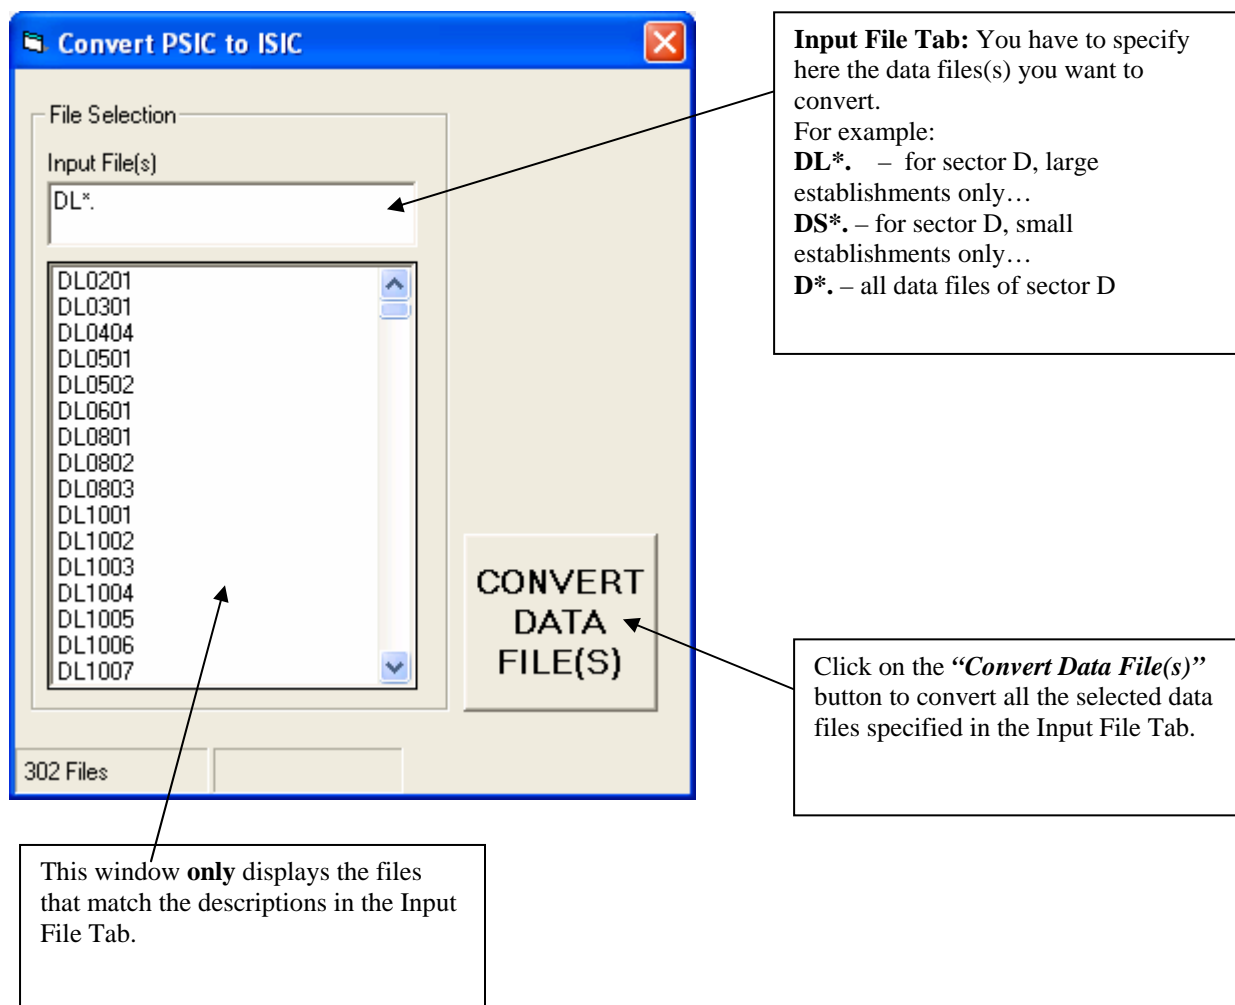 Convert PSIC to ISIC
File Selection
Input File(s)
DL*.
DL0201
DL0301
DL0404
DL0501
DL0502
DL0601
DL0801
DL0802
DL0803
DL1001
DL1002
DL1003
DL1004
DL1005
DL1006
DL1007
CONVERT
DATA
FILE(S)
302 Files
Input File Tab: You have to specify
here the data files(s) you want to
convert.
For example:
DL*. – for sector D, large
establishments only…
DS*. – for sector D, small
establishments only…
D*. – all data files of sector D
Click on the “Convert Data File(s)”
button to convert all the selected data
files specified in the Input File Tab.
This window only displays the files
that match the descriptions in the Input
File Tab.